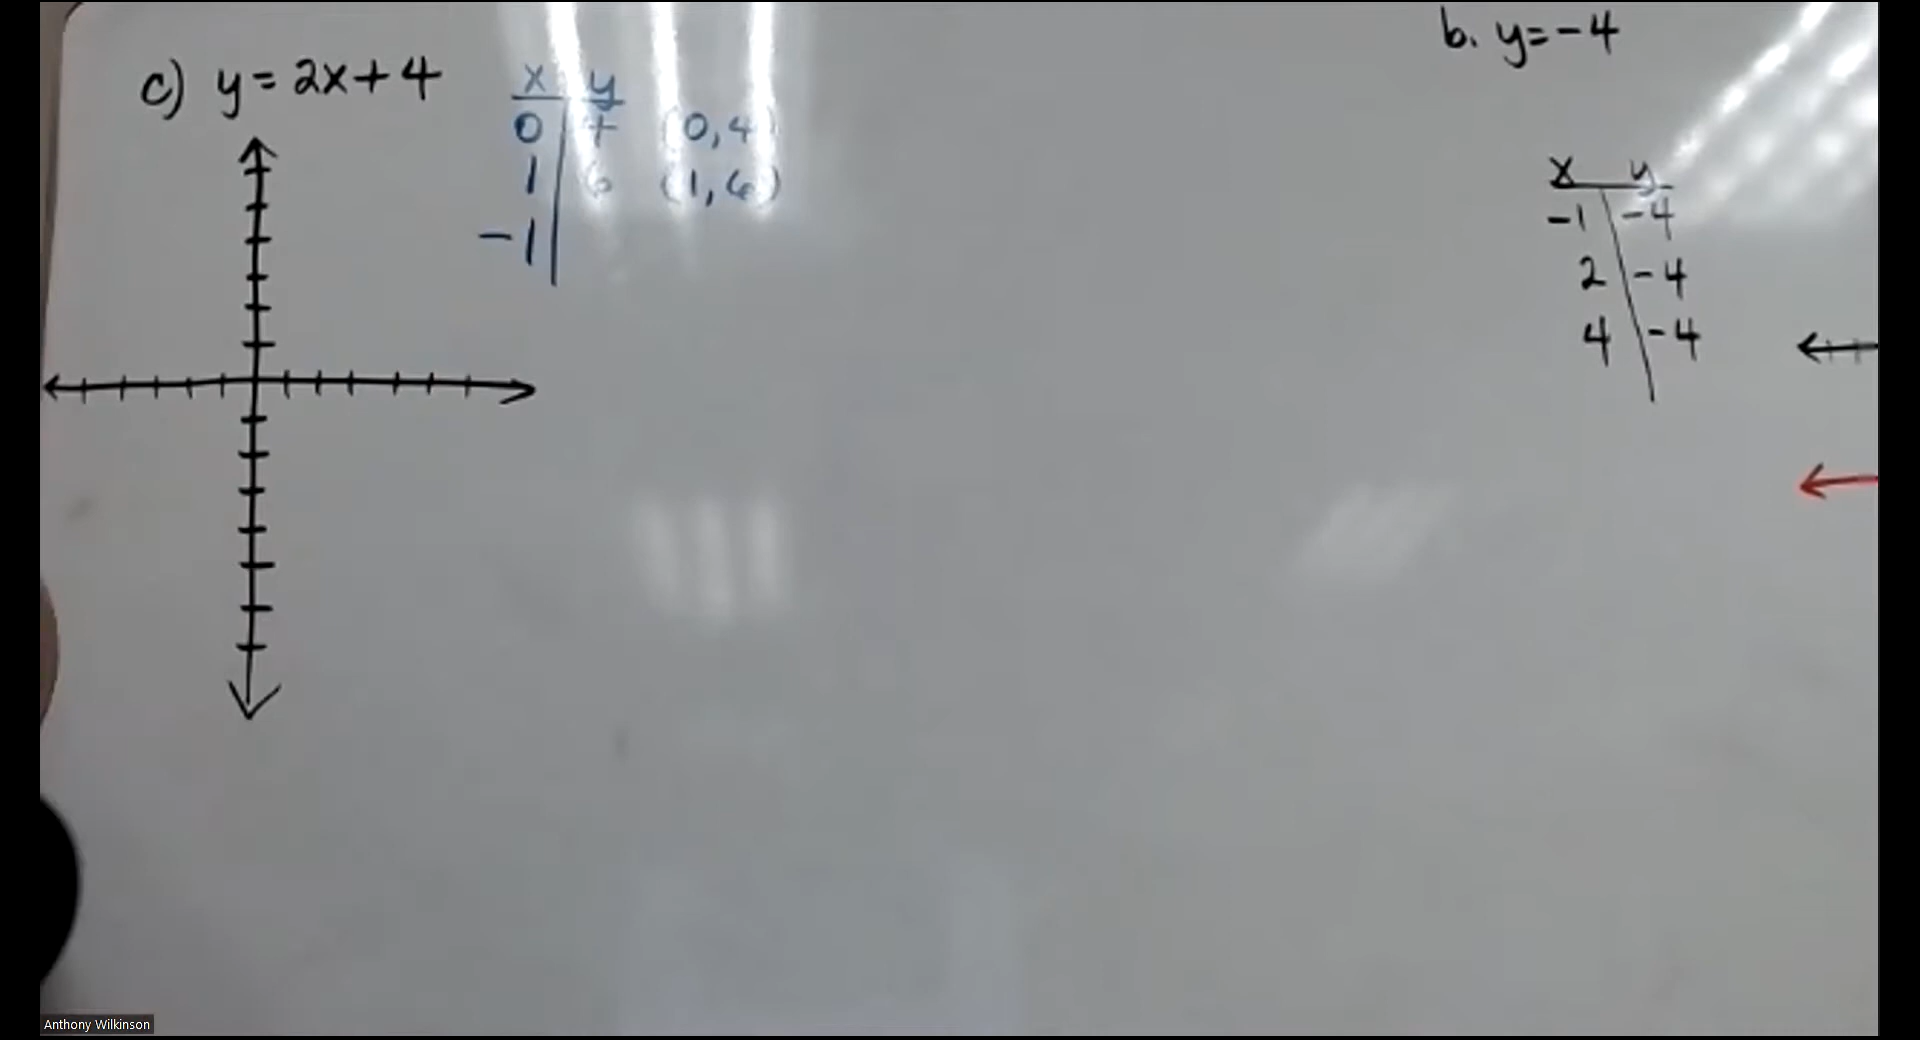 c) y = 2x + 4
x y
0 4 (0,4)
1 6 (1,6)
-1
b. y = -4
x y
-1 -4
2 -4
4 -4
Anthony Wilkinson